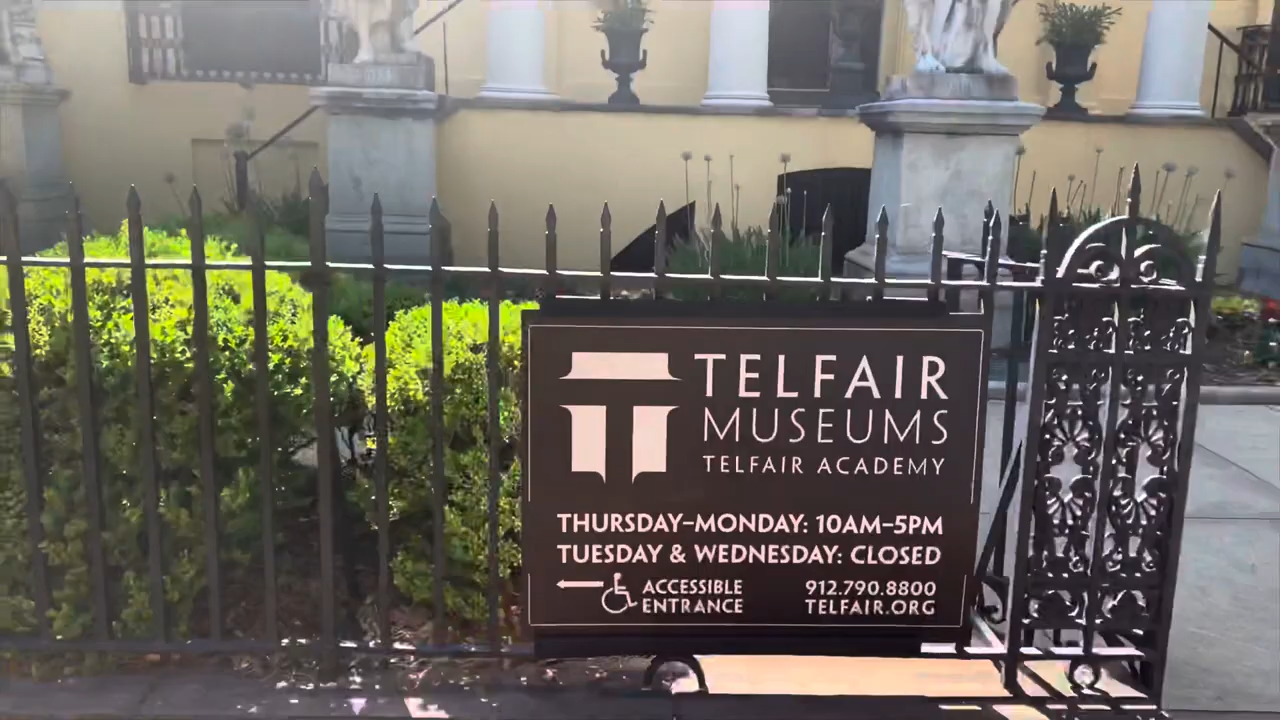 TELFAIR
MUSEUMS
TELFAIR ACADEMY
THURSDAY–MONDAY: 10AM–5PM
TUESDAY & WEDNESDAY: CLOSED
ACCESSIBLE
ENTRANCE
912.790.8800
TELFAIR.ORG